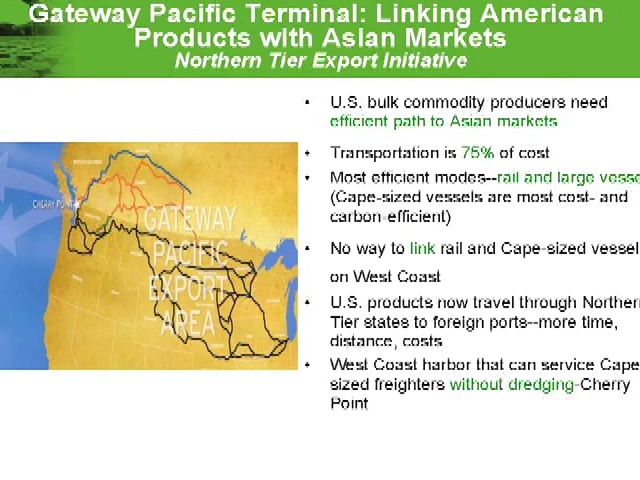 Gateway Pacific Terminal: Linking American
Products with Asian Markets
Northern Tier Export Initiative
• U.S. bulk commodity producers need
efficient path to Asian markets
• Transportation is 75% of cost
• Most efficient modes--rail and large vesse
(Cape-sized vessels are most cost- and
carbon-efficient)
• No way to link rail and Cape-sized vessel
on West Coast
• U.S. products now travel through Norther
Tier states to foreign ports--more time,
distance, costs
• West Coast harbor that can service Cape
sized freighters without dredging-Cherry
Point
CHERRY POINT
GATEWAY
PACIFIC
EXPORT
AREA